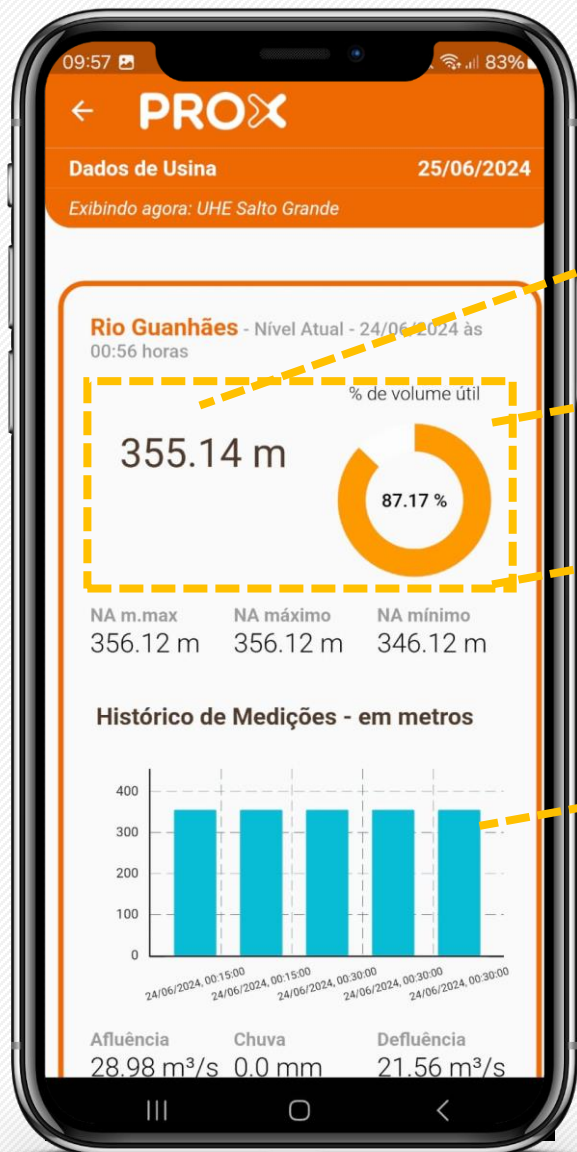 09:57 83%
← PROX
Dados de Usina 25/06/2024
Exibindo agora: UHE Salto Grande
Rio Guanhães - Nível Atual - 24/06/2024 às
00:56 horas
% de volume útil
355.14 m
87.17 %
NA m.max NA máximo NA mínimo
356.12 m 356.12 m 346.12 m
Histórico de Medições - em metros
400
300
200
100
0
24/06/2024, 00:15:00 24/06/2024, 00:15:00 24/06/2024, 00:30:00 24/06/2024, 00:30:00 24/06/2024, 00:30:00
Afluência Chuva Defluência
28.98 m³/s 0.0 mm 21.56 m³/s